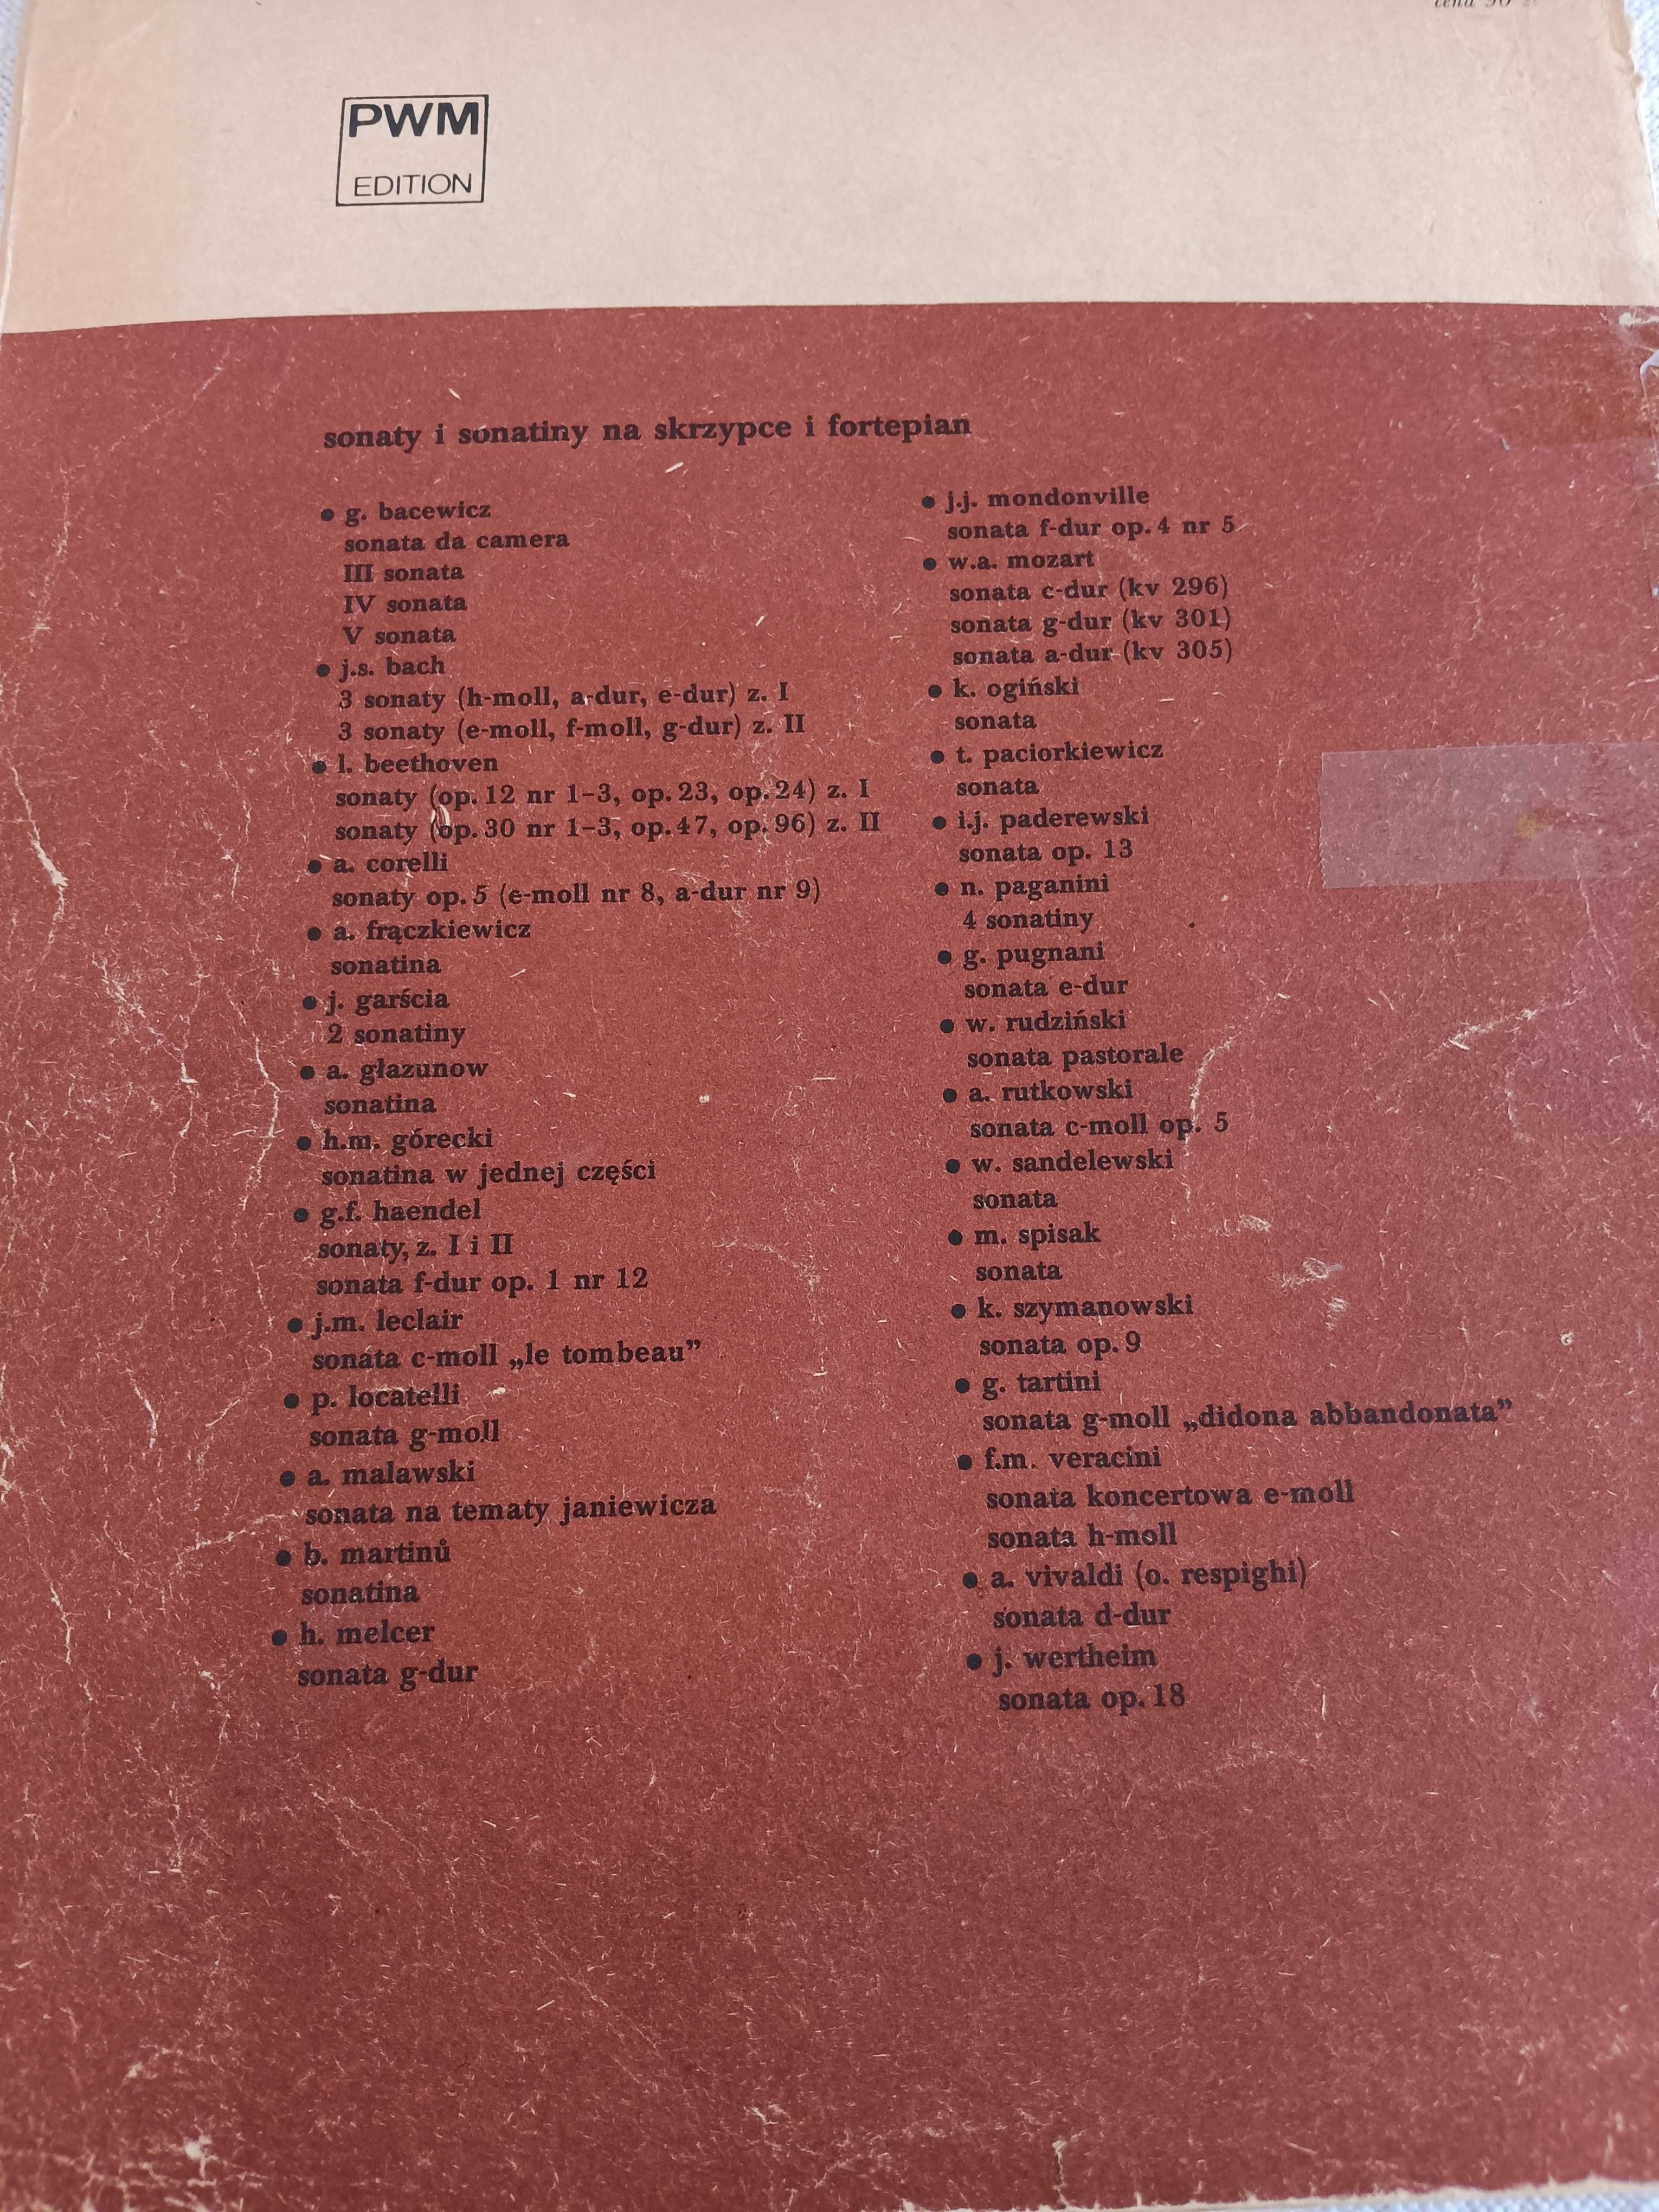 cena
PWM
EDITION
sonaty i sonatiny na skrzypce i fortepian
• g. bacewicz
sonata da camera
III sonata
IV sonata
V sonata
• j.s. bach
3 sonaty (h-moll, a-dur, e-dur) z. I
3 sonaty (e-moll, f-moll, g-dur) z. II
• l. beethoven
sonaty (op. 12 nr 1-3, op. 23, op. 24) z. I
sonaty (op. 30 nr 1-3, op. 47, op. 96) z. II
• a. corelli
sonaty op. 5 (e-moll nr 8, a-dur nr 9)
• a. frączkiewicz
sonatina
• j. garścia
2 sonatiny
• a. głazunow
sonatina
• h.m. górecki
sonatina w jednej części
• g.f. haendel
sonaty, z. I i II
sonata f-dur op. 1 nr 12
• j.m. leclair
sonata c-moll „le tombeau”
• p. locatelli
sonata g-moll
• a. malawski
sonata na tematy janiewicza
• b. martinů
sonatina
• h. melcer
sonata g-dur
• j.j. mondonville
sonata f-dur op. 4 nr 5
• w.a. mozart
sonata c-dur (kv 296)
sonata g-dur (kv 301)
sonata a-dur (kv 305)
• k. ogiński
sonata
• t. paciorkiewicz
sonata
• i.j. paderewski
sonata op. 13
• n. paganini
4 sonatiny
• g. pugnani
sonata e-dur
• w. rudziński
sonata pastorale
• a. rutkowski
sonata c-moll op. 5
• w. sandelewski
sonata
• m. spisak
sonata
• k. szymanowski
sonata op. 9
• g. tartini
sonata g-moll „didona abbandonata”
• f.m. veracini
sonata koncertowa e-moll
sonata h-moll
• a. vivaldi (o. respighi)
sonata d-dur
• j. wertheim
sonata op. 18